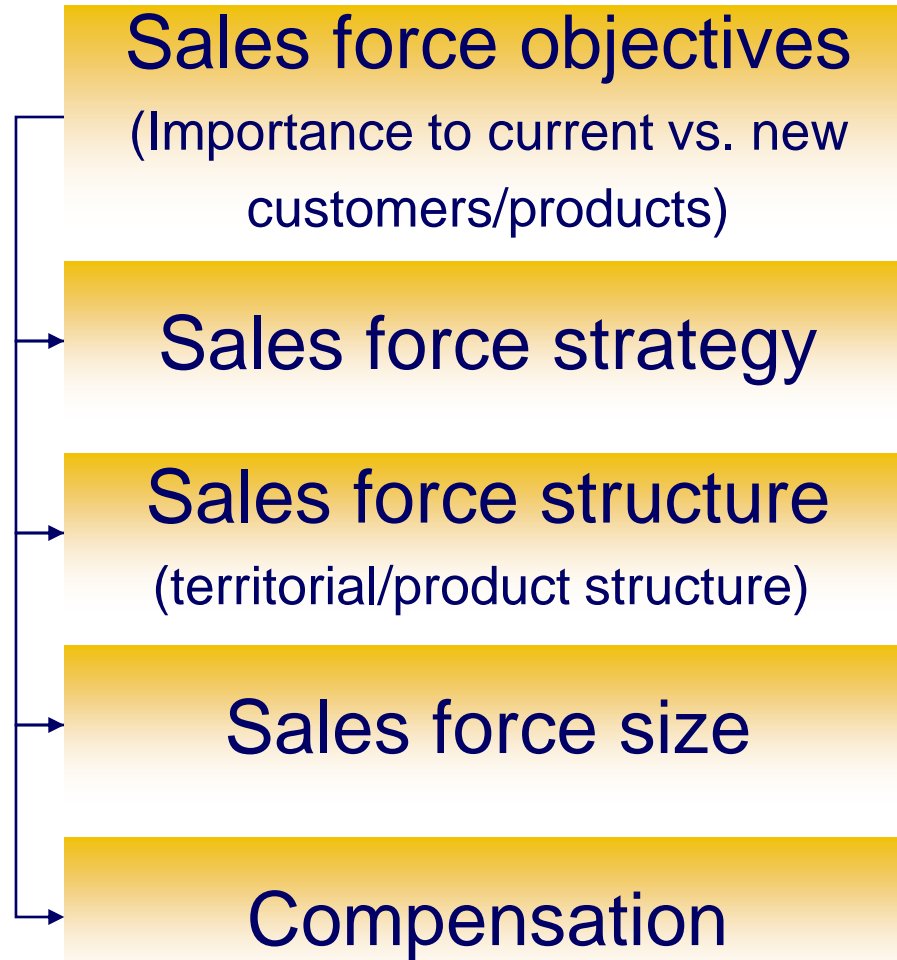 Sales force objectives
(Importance to current vs. new
customers/products)
Sales force strategy
Sales force structure
(territorial/product structure)
Sales force size
Compensation